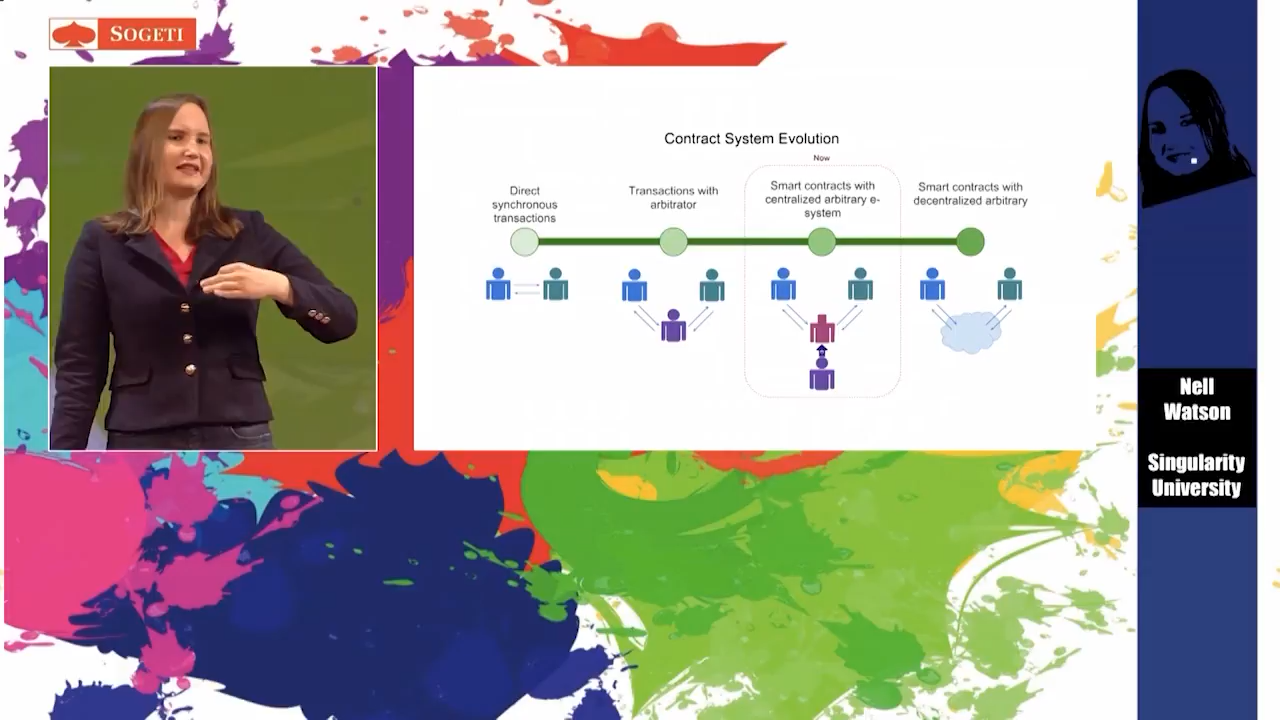 SOGETI
Contract System Evolution
Now
Direct
synchronous
transactions
Transactions with
arbitrator
Smart contracts with
centralized arbitrary e-
system
Smart contracts with
decentralized arbitrary
Nell
Watson
Singularity
University